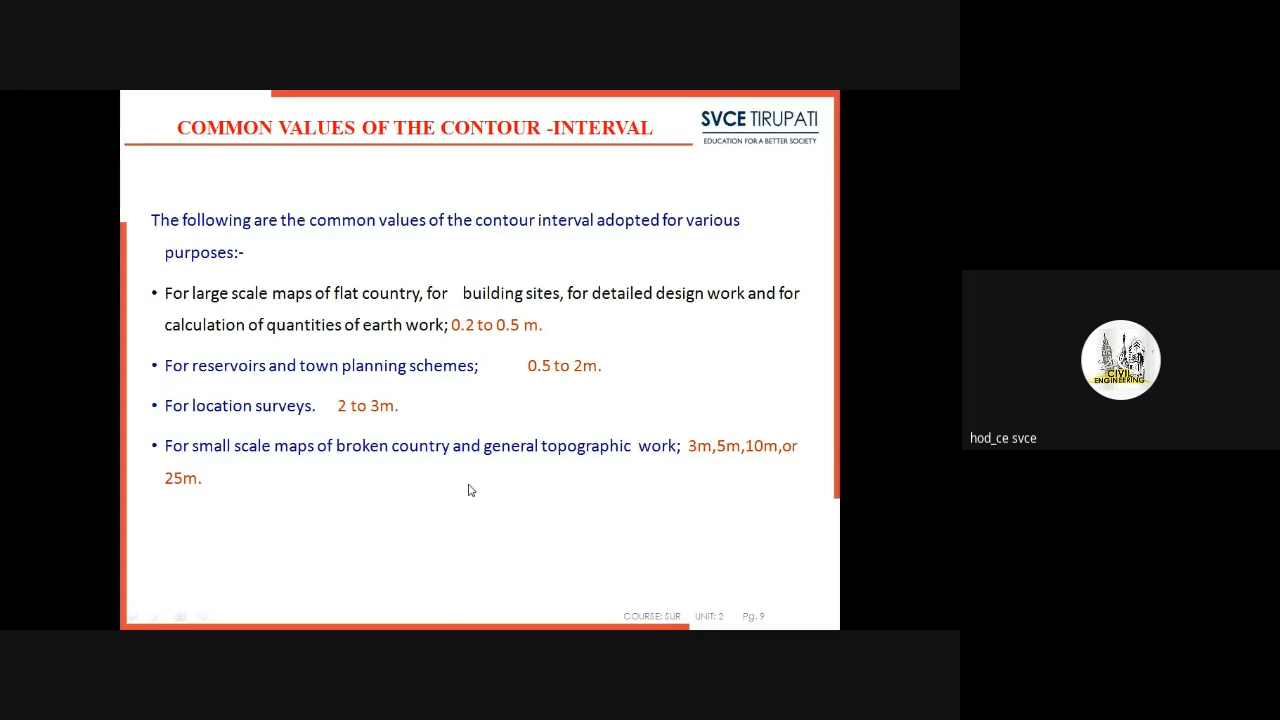 COMMON VALUES OF THE CONTOUR -INTERVAL
SVCE TIRUPATI
EDUCATION FOR A BETTER SOCIETY
The following are the common values of the contour interval adopted for various
purposes:-
• For large scale maps of flat country, for building sites, for detailed design work and for
calculation of quantities of earth work; 0.2 to 0.5 m.
• For reservoirs and town planning schemes; 0.5 to 2m.
• For location surveys. 2 to 3m.
• For small scale maps of broken country and general topographic work; 3m,5m,10m,or
25m.
COURSE: SUR UNIT: 2 Pg. 9
CIVIL
ENGINEERING
hod_ce svce